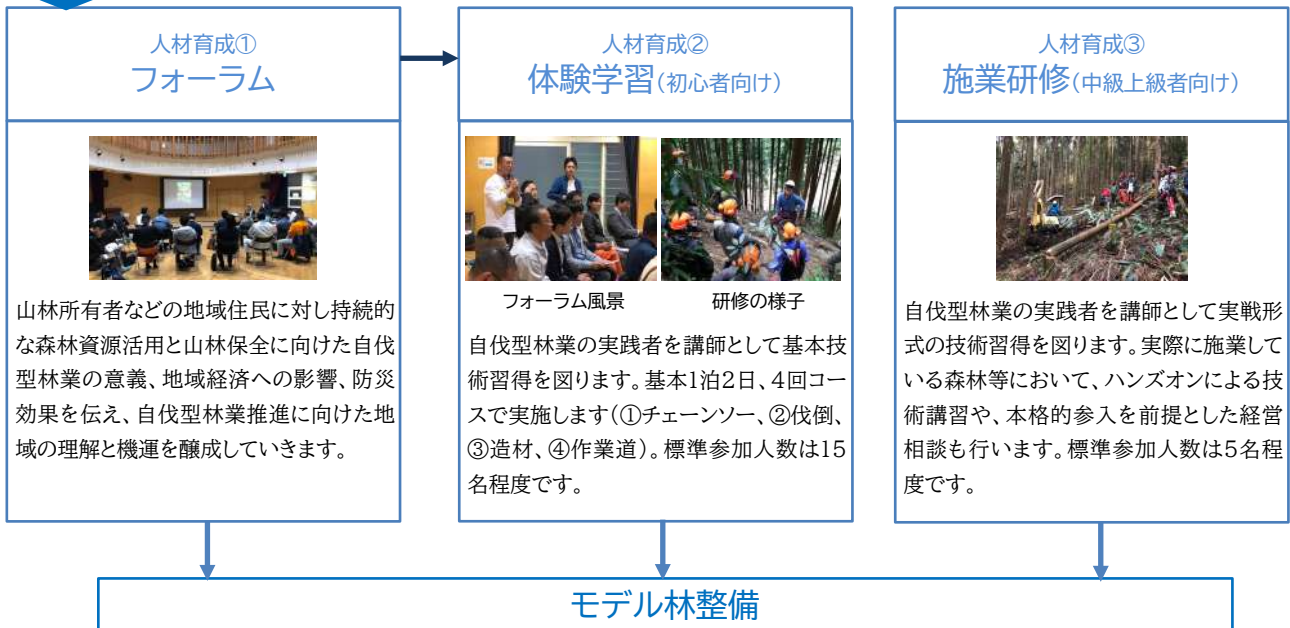 人材育成①
フォーラム
山林所有者などの地域住民に対し持続的
な森林資源活用と山林保全に向けた自伐
型林業の意義、地域経済への影響、防災
効果を伝え、自伐型林業推進に向けた地
域の理解と機運を醸成していきます。
人材育成②
体験学習(初心者向け)
フォーラム風景
研修の様子
自伐型林業の実践者を講師として基本技
術習得を図ります。基本1泊2日、4回コー
スで実施します(①チェーンソー、②伐倒、
③造材、④作業道)。標準参加人数は15
名程度です。
人材育成③
施業研修(中級上級者向け)
自伐型林業の実践者を講師として実戦形
式の技術習得を図ります。実際に施業して
いる森林等において、ハンズオンによる技
術講習や、本格的参入を前提とした経営
相談も行います。標準参加人数は5名程
度です。
モデル林整備